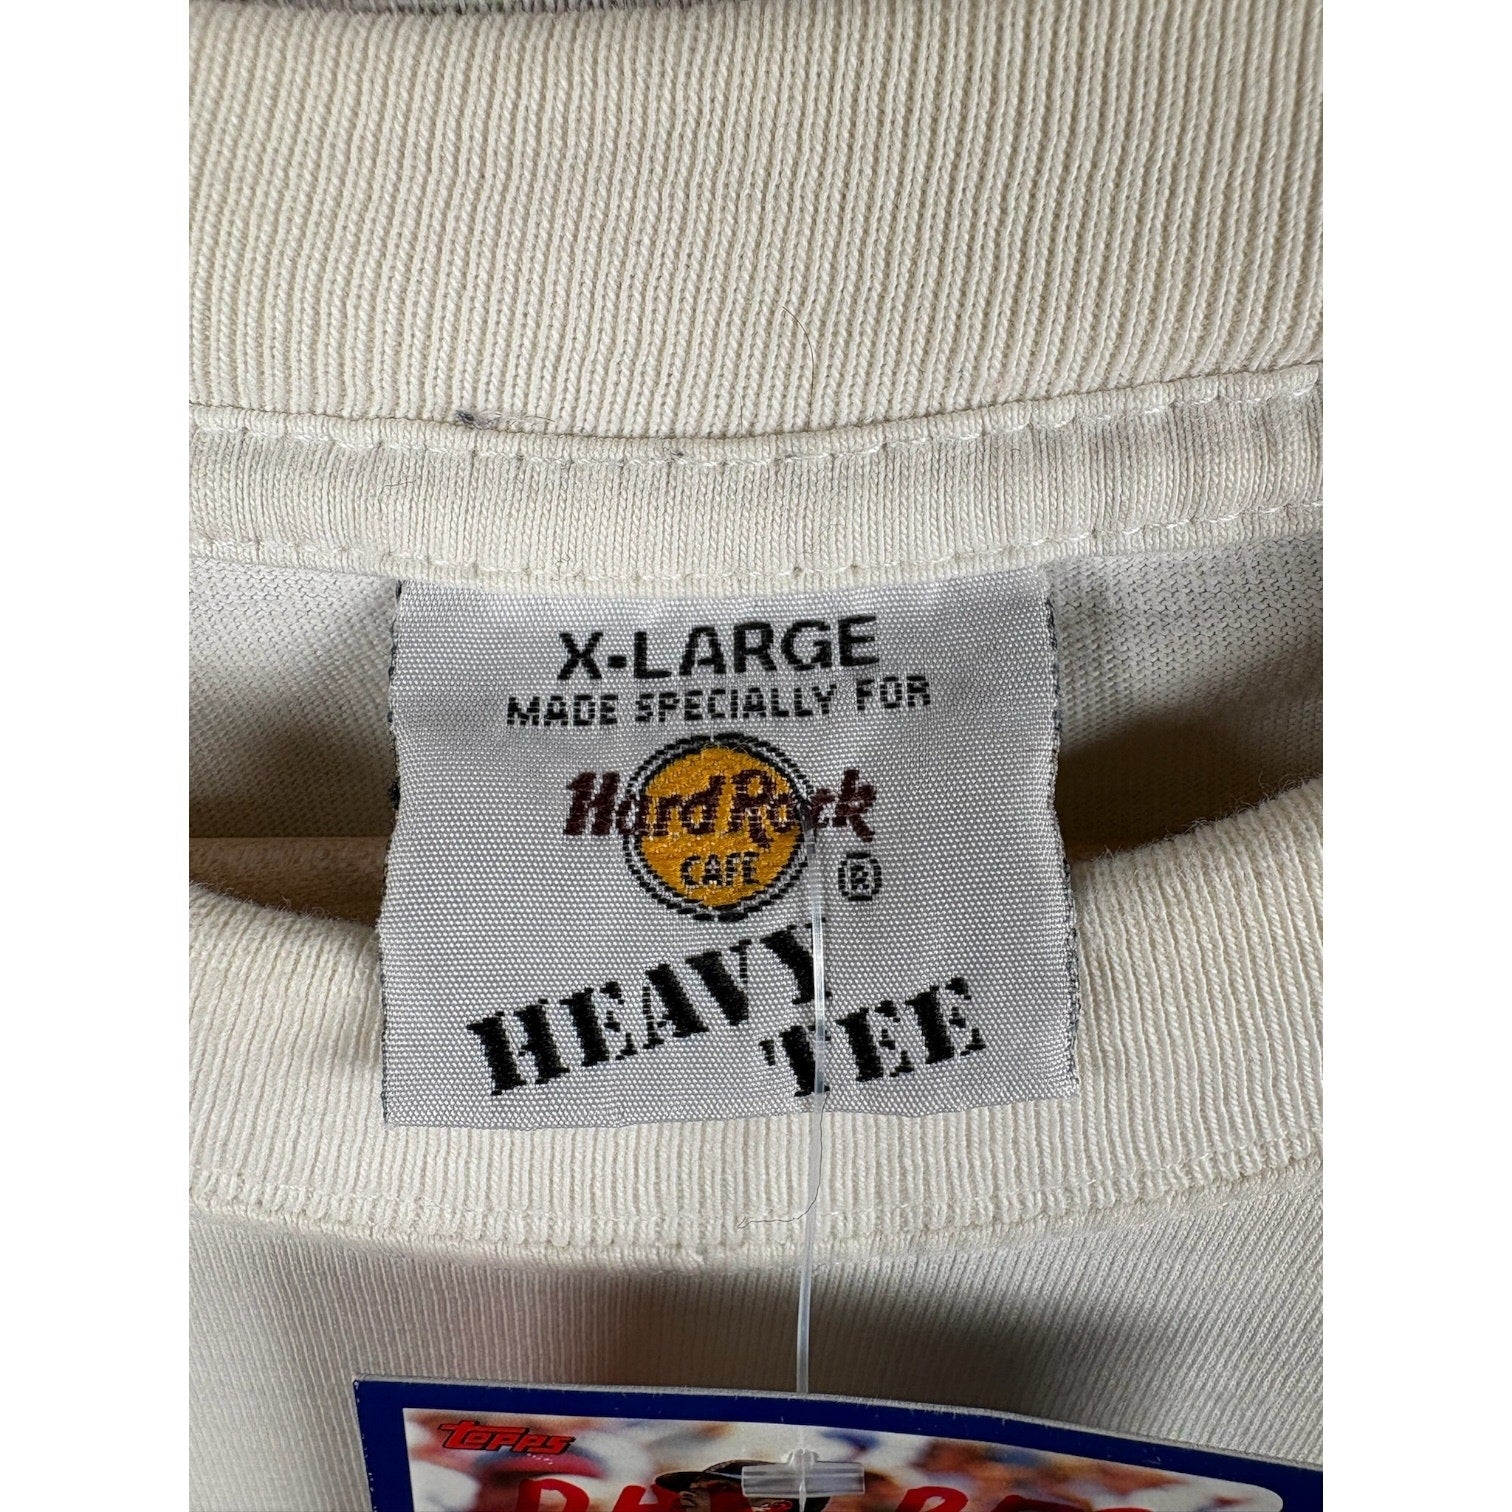 X-LARGE
MADE SPECIALLY FOR
Hard Rock
CAFE ®
HEAVY
TEE
TOPPS